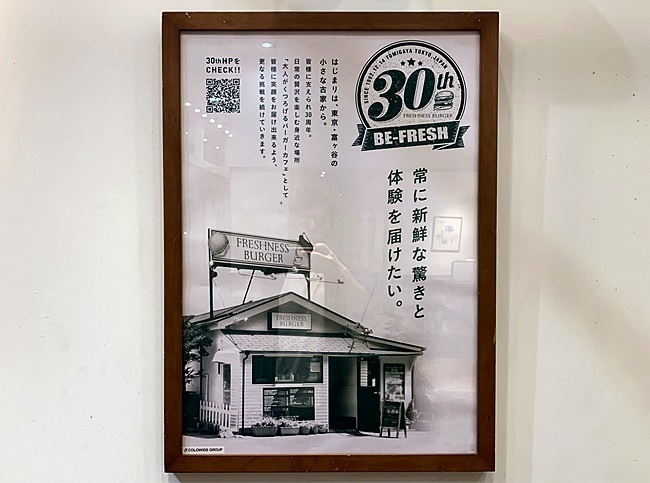 30thHPを
CHECK!!
はじまりは、東京・富ヶ谷の
小さな古家から。
皆様に支えられ30周年。
日常の贅沢を楽しむ身近な場所
「大人がくつろげるバーガーカフェ」として。
皆様に笑顔をお届け出来るよう、
更なる挑戦を続けていきます。
SINCE 1992.12.14 TOMIGAYA TOKYO JAPAN
30th
FRESHNESS BURGER
BE-FRESH
常に新鮮な驚きと
体験を届けたい。
FRESHNESS
BURGER
FRESHNESS
BURGER
COLOWIDE GROUP